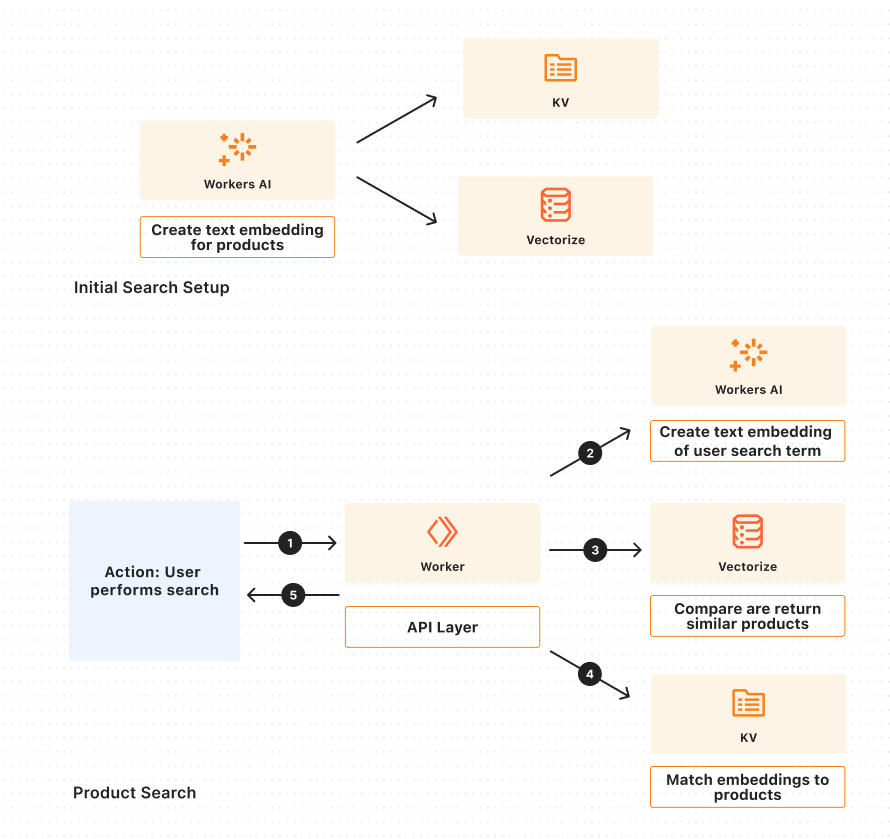 KV
Workers AI
Create text embedding
for products
Vectorize
Initial Search Setup
Workers AI
Create text embedding
of user search term
2
Action: User
performs search
1
5
Worker
API Layer
3
Vectorize
Compare are return
similar products
4
KV
Match embeddings to
products
Product Search